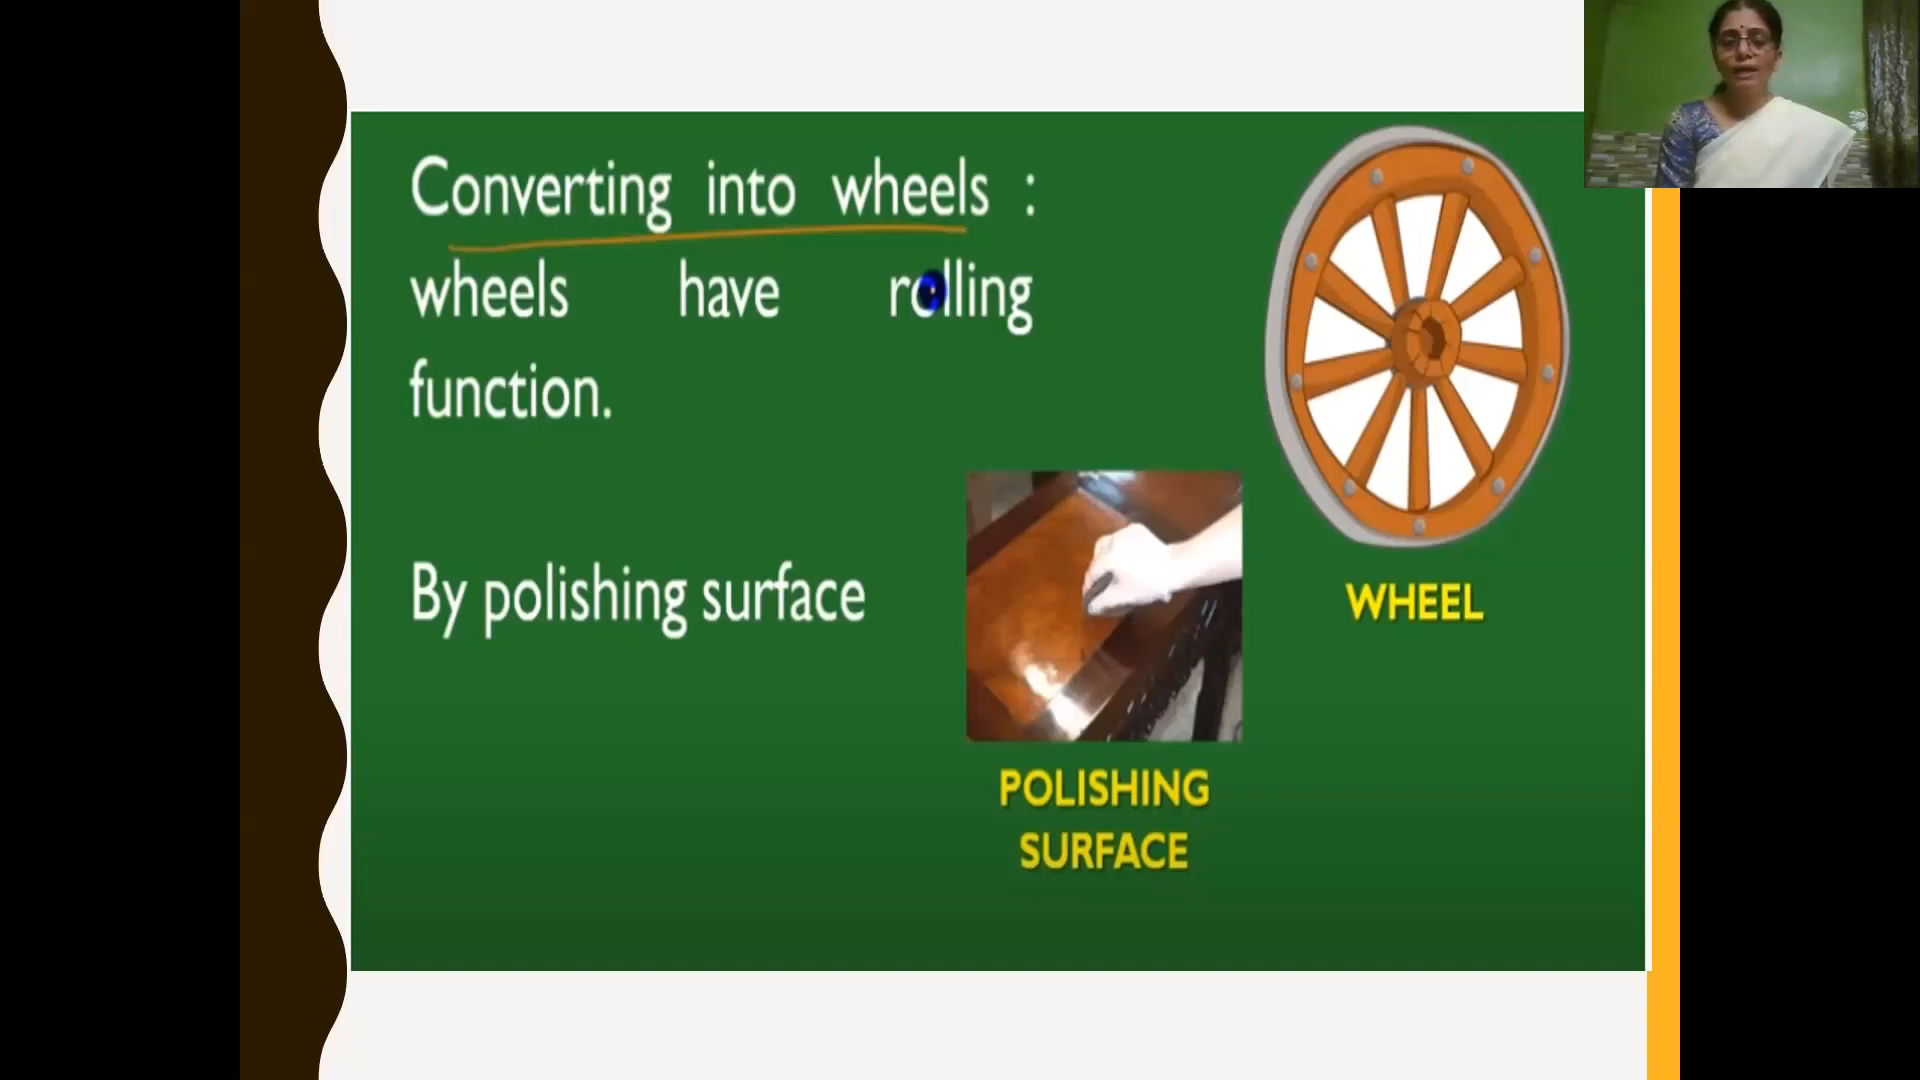 Converting into wheels :
wheels have rolling
function.
By polishing surface
WHEEL
POLISHING
SURFACE